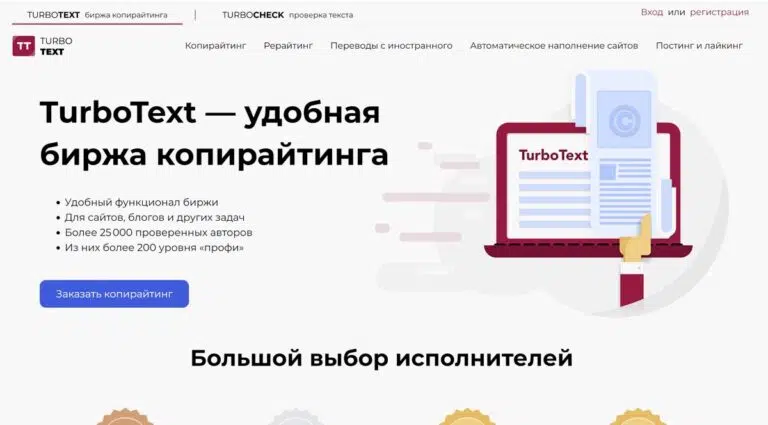 TURBOTEXT биржа копирайтинга | TURBOCHECK проверка текста
Вход или регистрация
TT TURBO
TEXT
Копирайтинг Рерайтинг Переводы с иностранного Автоматическое наполнение сайтов Постинг и лайкинг
TurboText — удобная
биржа копирайтинга
• Удобный функционал биржи
• Для сайтов, блогов и других задач
• Более 25 000 проверенных авторов
• Из них более 200 уровня «профи»
Заказать копирайтинг
©
TurboText
Большой выбор исполнителей